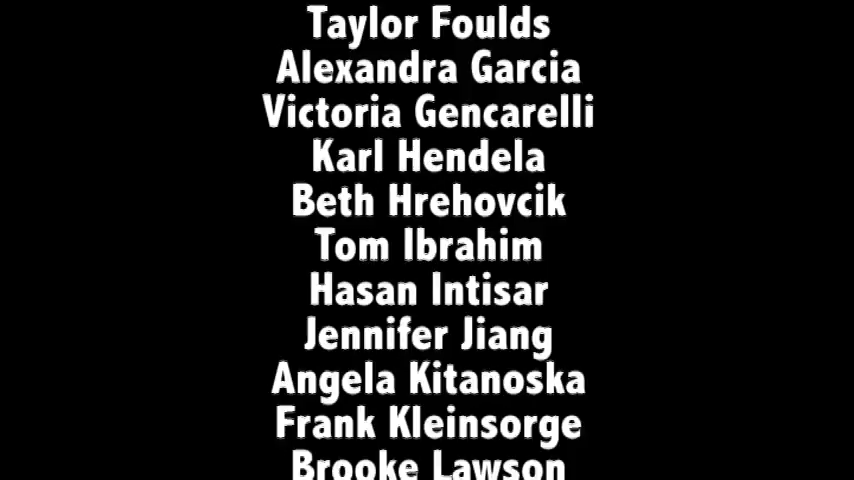 Taylor Foulds
Alexandra Garcia
Victoria Gencarelli
Karl Hendela
Beth Hrehovcik
Tom Ibrahim
Hasan Intisar
Jennifer Jiang
Angela Kitanoska
Frank Kleinsorge
Brooke Lawson